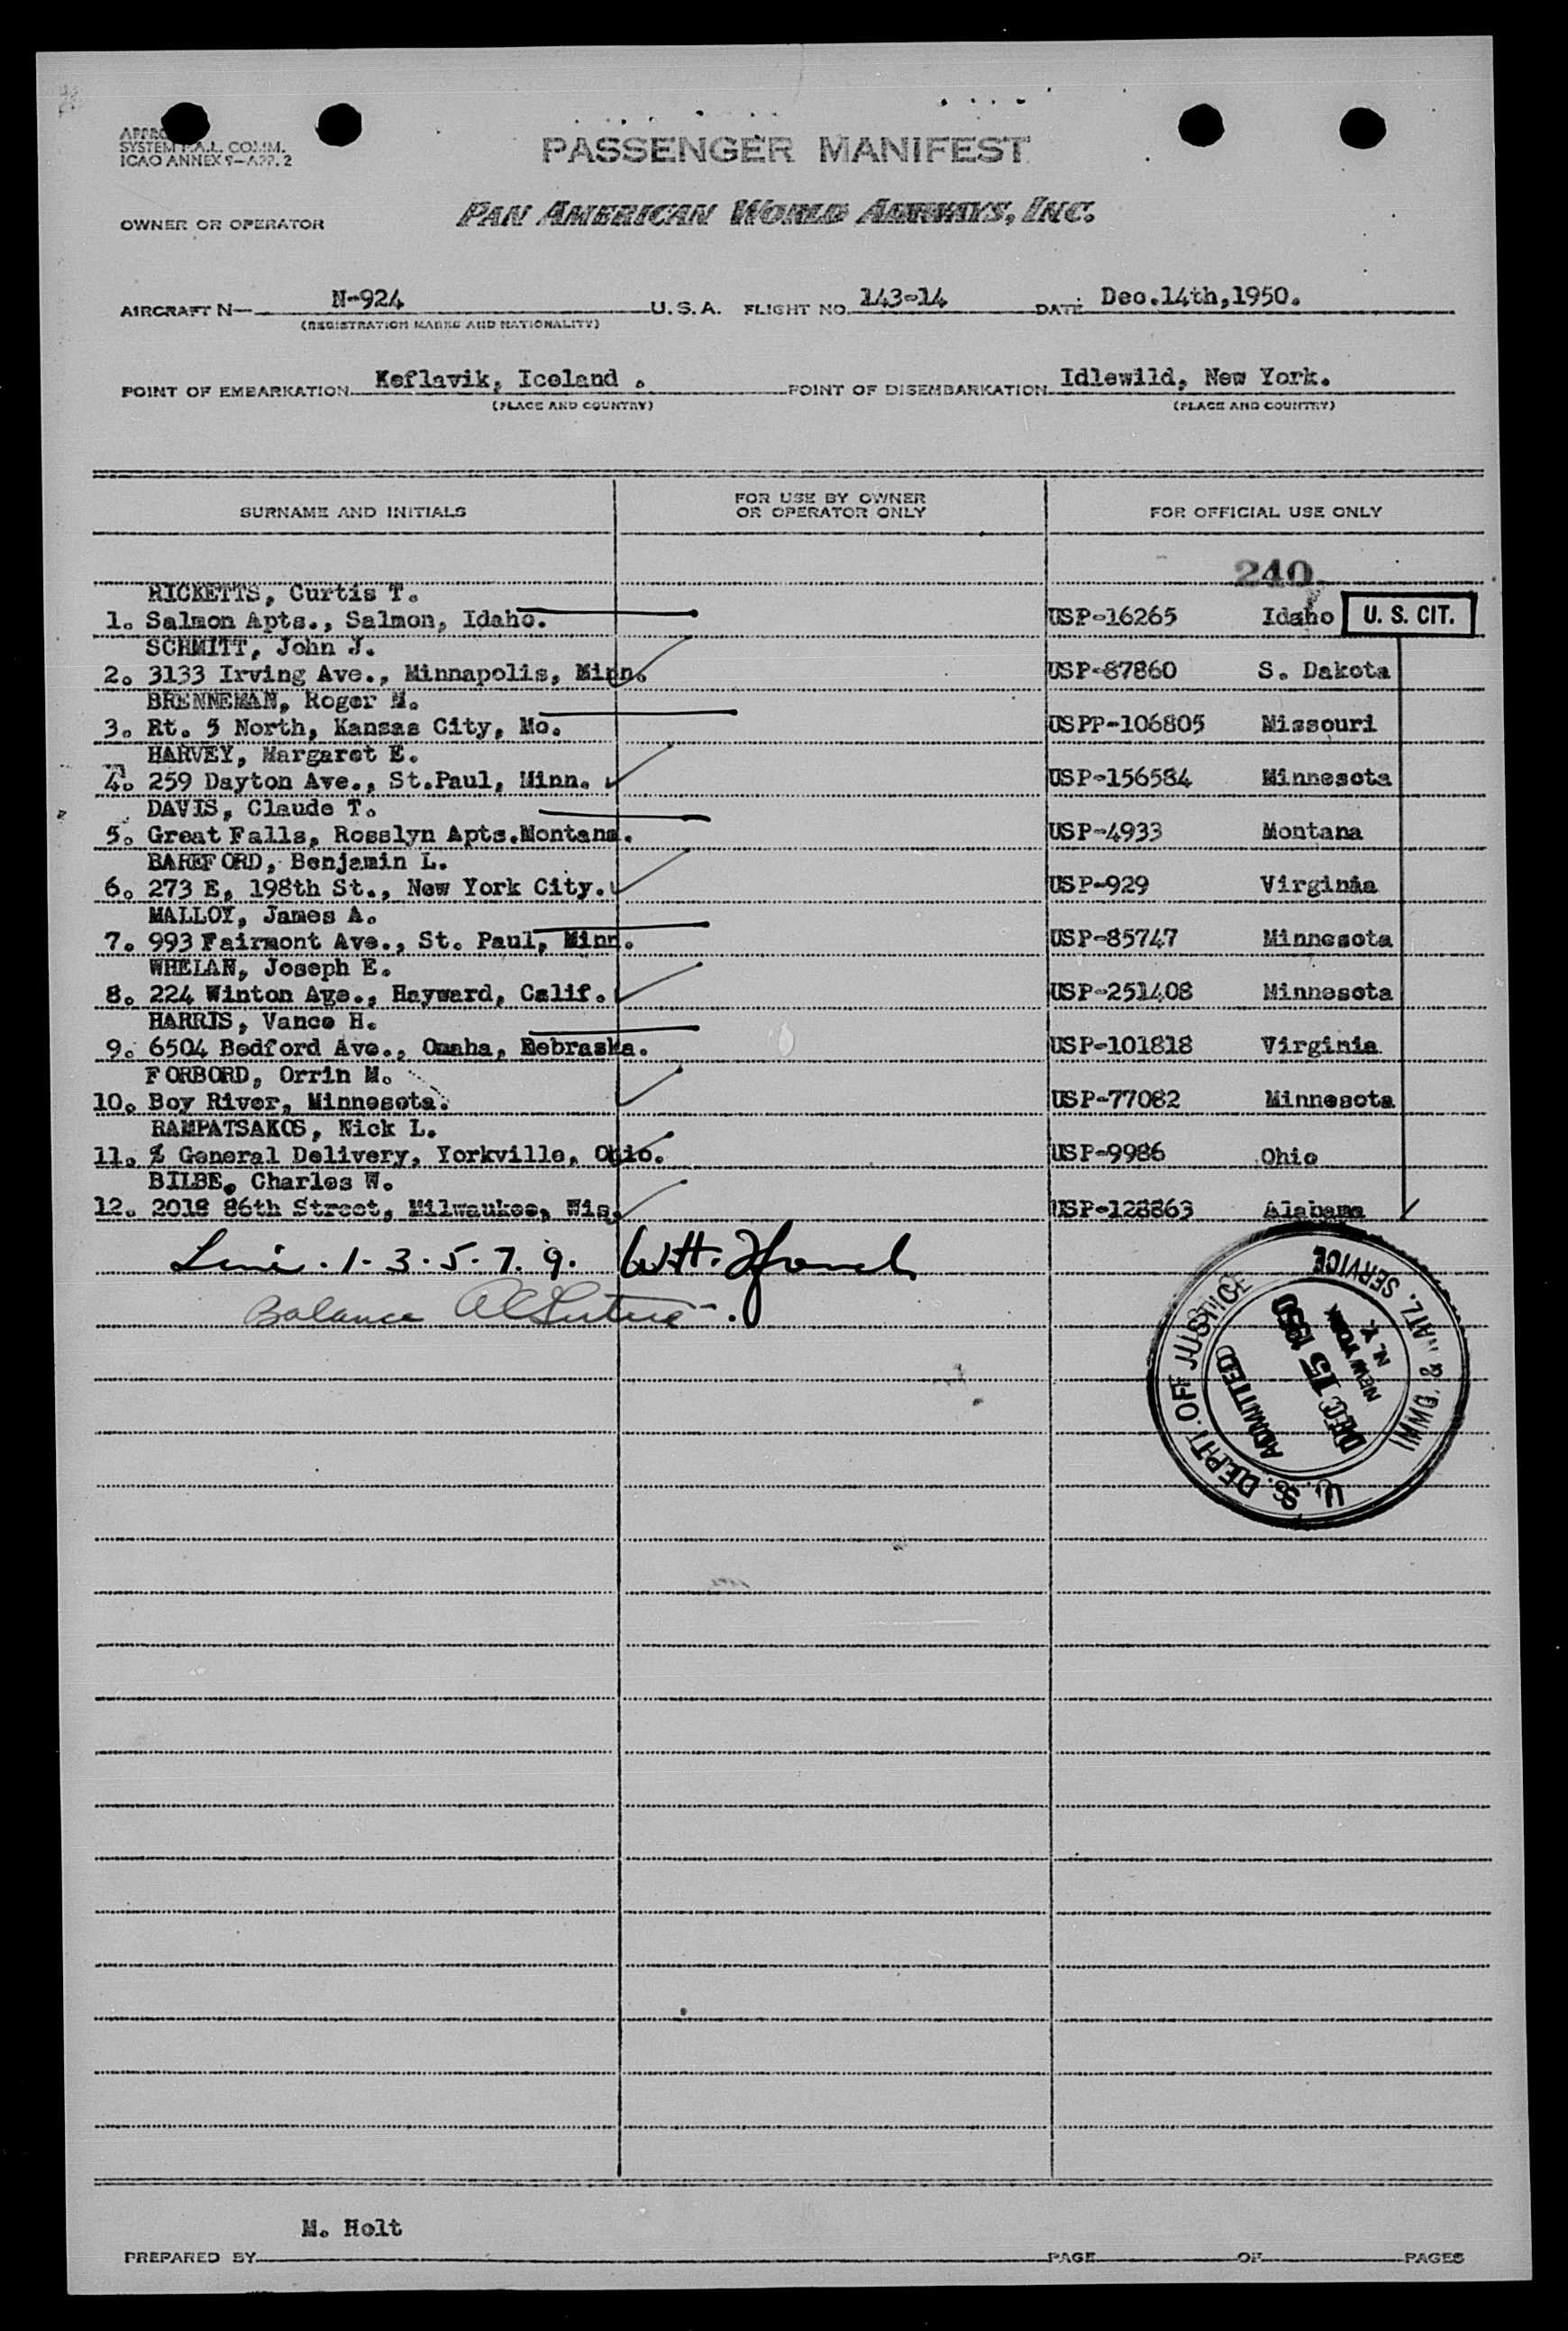 PASSENGER MANIFEST
SYSTEM F.A.L. COMM.
ICAO ANNEX 9-APP. 2
OWNER OR OPERATOR PAN AMERICAN WORLD AIRWAYS, INC.
AIRCRAFT N- N-924 U.S.A. FLIGHT NO. 143-14 DATE Dec.14th,1950.
(REGISTRATION MARKS AND NATIONALITY)
POINT OF EMBARKATION Keflavik, Iceland . POINT OF DISEMBARKATION Idlewild, New York.
(PLACE AND COUNTRY) (PLACE AND COUNTRY)
SURNAME AND INITIALS FOR USE BY OWNER OR OPERATOR ONLY FOR OFFICIAL USE ONLY
240
RICKETTS, Curtis T.
1. Salmon Apts., Salmon, Idaho. USP-16265 Idaho U. S. CIT.
SCHMITT, John J.
2. 3133 Irving Ave., Minnapolis, Minn. USP-87860 S. Dakota
BRENNEMAN, Roger M.
3. Rt. 5 North, Kansas City, Mo. USPP-106805 Missouri
HARVEY, Margaret E.
4. 259 Dayton Ave., St.Paul, Minn. USP-156584 Minnesota
DAVIS, Claude T.
5. Great Falls, Rosslyn Apts.Montana. USP-4933 Montana
BAREFORD, Benjamin L.
6. 273 E, 198th St., New York City. USP-929 Virginia
MALLOY, James A.
7. 993 Fairmont Ave., St. Paul, Minn. USP-85747 Minnesota
WHELAN, Joseph E.
8. 224 Winton Age., Hayward, Calif. USP-251408 Minnesota
HARRIS, Vance H.
9. 6504 Bedford Ave., Omaha, Nebraska. USP-101818 Virginia
FORBORD, Orrin M.
10. Boy River, Minnesota. USP-77082 Minnesota
RAMPATSAKOS, Nick L.
11. % General Delivery, Yorkville, Ohio. USP-9986 Ohio
BILBE, Charles W.
12. 2018 86th Street, Milwaukee, Wis. USP-128863 Alabama
Line . 1-3.5-7.9. W.H.
Balance
U. S. DEPT. OF JUSTICE
IMMG. & NATZ. SERVICE
ADMITTED
DEC 15 1950
NEW YORK
N. Y.
M. Holt
PREPARED BY PAGE OF PAGES